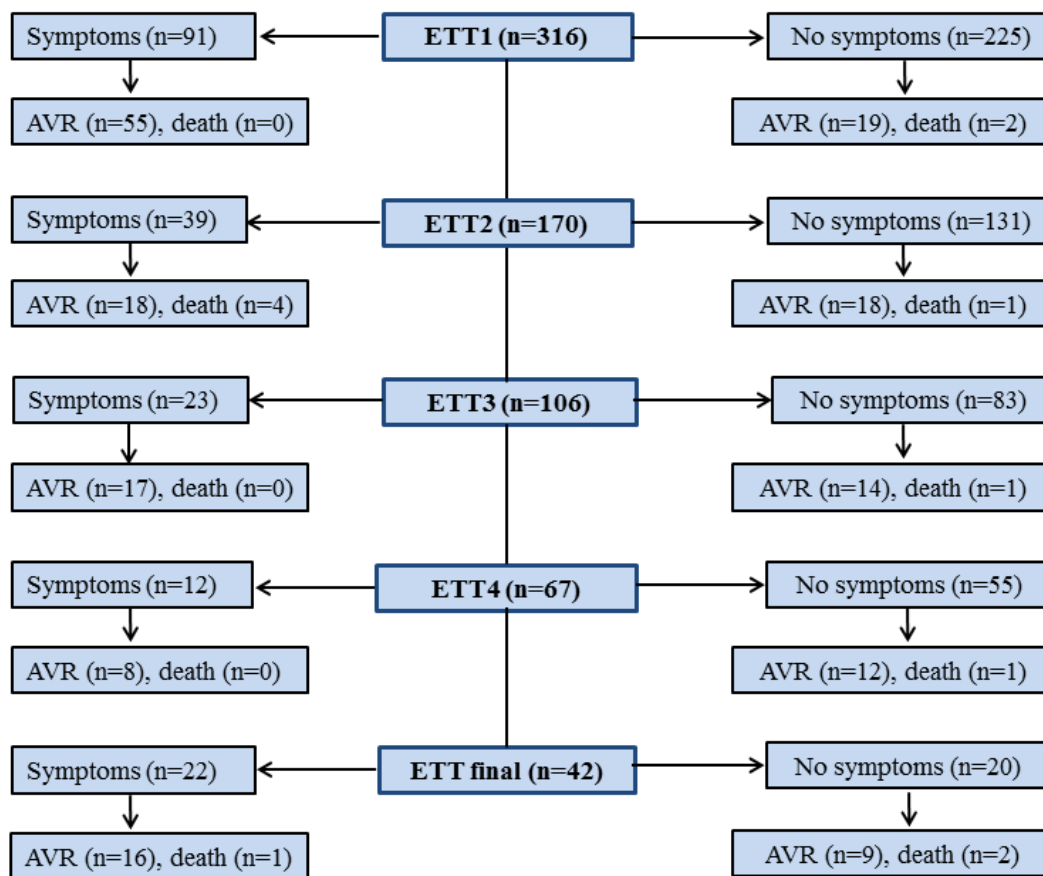 Symptoms (n=91)
ETT1 (n=316)
No symptoms (n=225)
AVR (n=55), death (n=0)
AVR (n=19), death (n=2)
Symptoms (n=39)
ETT2 (n=170)
No symptoms (n=131)
AVR (n=18), death (n=4)
AVR (n=18), death (n=1)
Symptoms (n=23)
ETT3 (n=106)
No symptoms (n=83)
AVR (n=17), death (n=0)
AVR (n=14), death (n=1)
Symptoms (n=12)
ETT4 (n=67)
No symptoms (n=55)
AVR (n=8), death (n=0)
AVR (n=12), death (n=1)
Symptoms (n=22)
ETT final (n=42)
No symptoms (n=20)
AVR (n=16), death (n=1)
AVR (n=9), death (n=2)